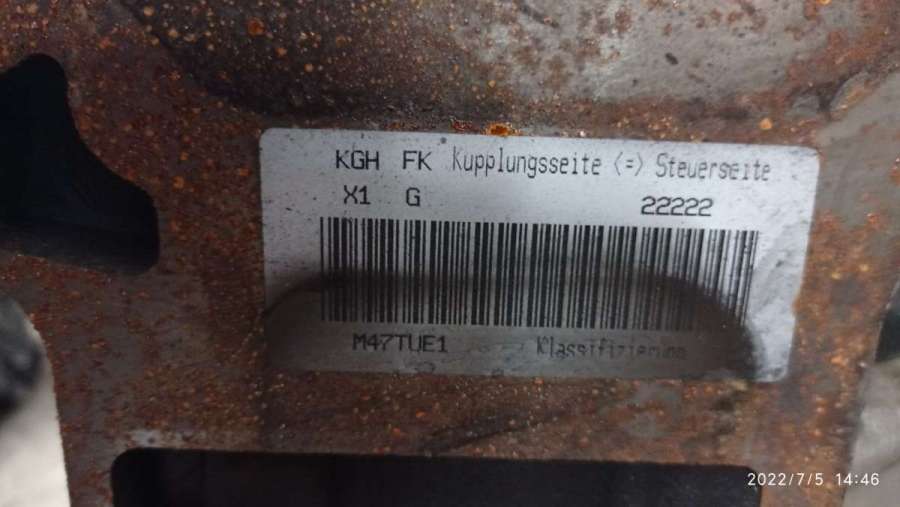 KGH FK Kupplungsseite <=> Steuerseite
X1 G 22222
M47TUE1 Klassifizierung
2022/7/5 14:46